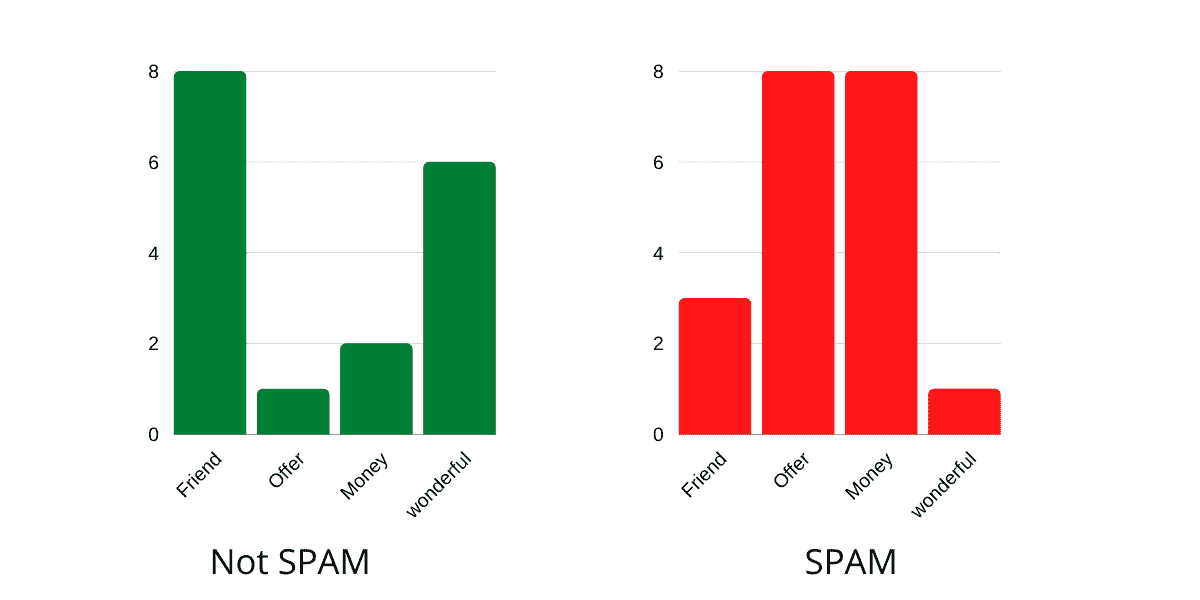 8
6
4
2
0
Friend
Offer
Money
wonderful
Not SPAM
8
6
4
2
0
Friend
Offer
Money
wonderful
SPAM